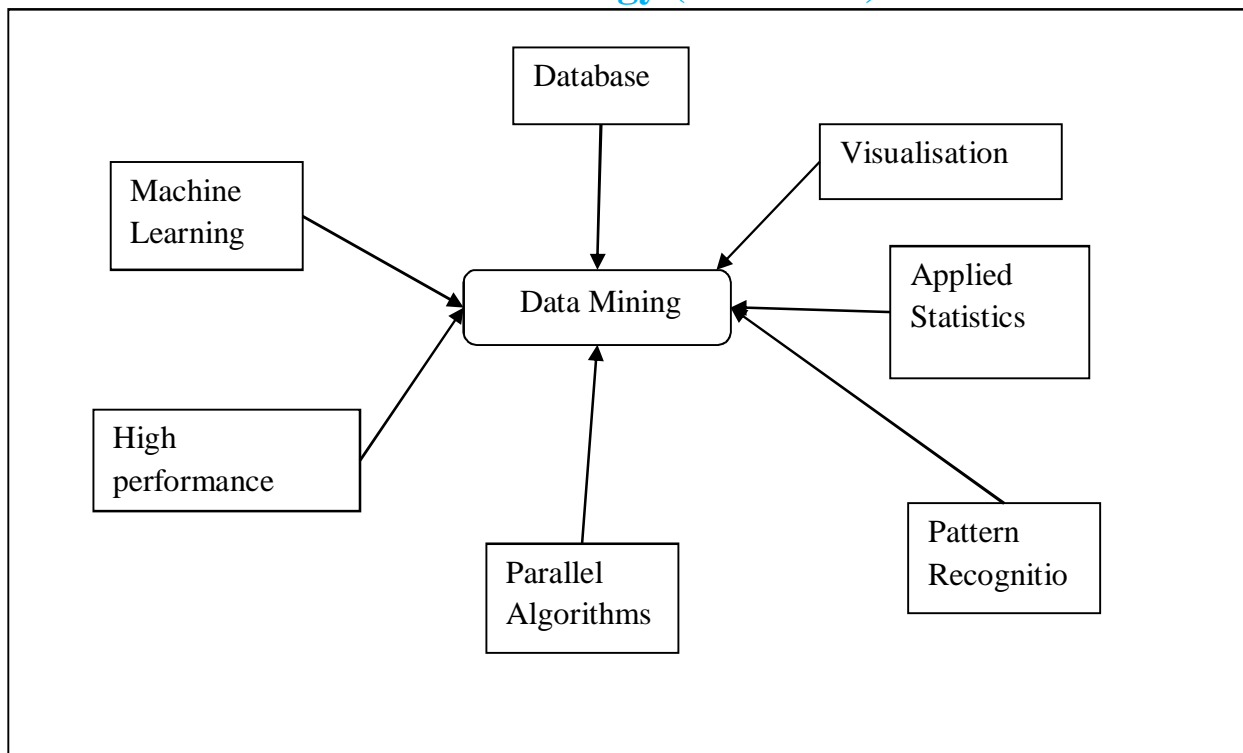 Database
Visualisation
Machine
Learning
Applied
Statistics
Data Mining
High
performance
Pattern
Recognitio
Parallel
Algorithms